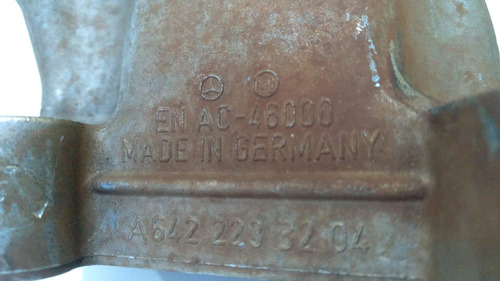 EN AC-46000
MADE IN GERMANY
A642 223 32 04